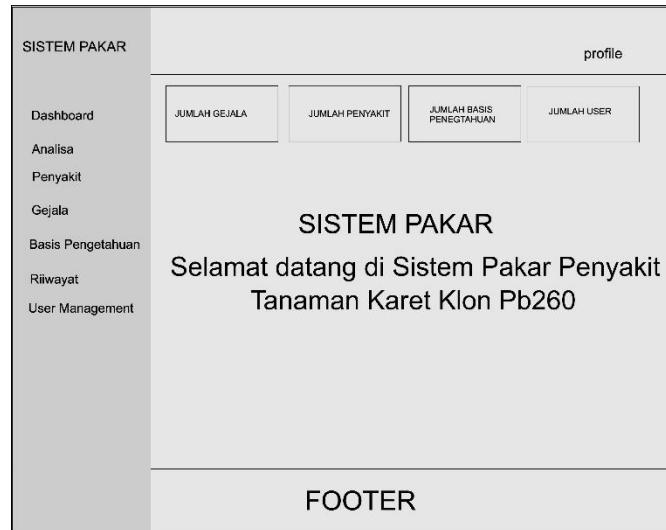 SISTEM PAKAR
profile
Dashboard
Analisa
Penyakit
Gejala
Basis Pengetahuan
Riiwayat
User Management
JUMLAH GEJALA
JUMLAH PENYAKIT
JUMLAH BASIS
PENEGTAHUAN
JUMLAH USER
SISTEM PAKAR
Selamat datang di Sistem Pakar Penyakit
Tanaman Karet Klon Pb260
FOOTER